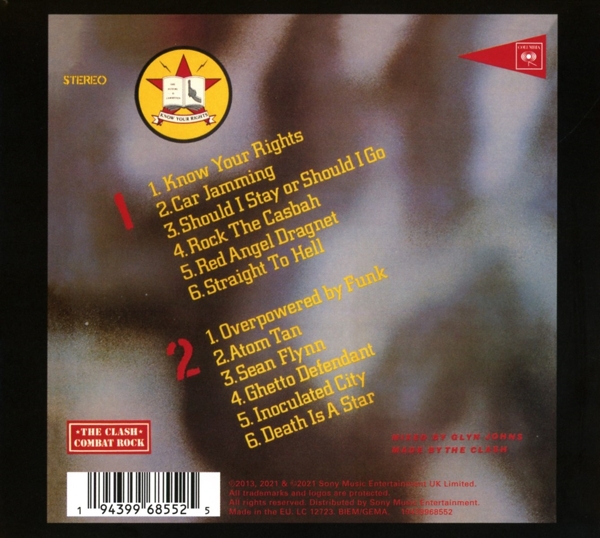 STEREO
KNOW YOUR RIGHTS
COLUMBIA
1
1. Know Your Rights
2. Car Jamming
3. Should I Stay or Should I Go
4. Rock The Casbah
5. Red Angel Dragnet
6. Straight To Hell
2
1. Overpowered by Funk
2. Atom Tan
3. Sean Flynn
4. Ghetto Defendant
5. Inoculated City
6. Death Is A Star
• THE CLASH •
COMBAT ROCK
MIXED BY GLYN JOHNS
MUSIC BY THE CLASH
℗2013, 2021 & ©2021 Sony Music Entertainment UK Limited.
All trademarks and logos are protected.
All rights reserved. Distributed by Sony Music Entertainment.
Made in the EU. LC 12723. BIEM/GEMA. 19439968552
1 94399 68552 5